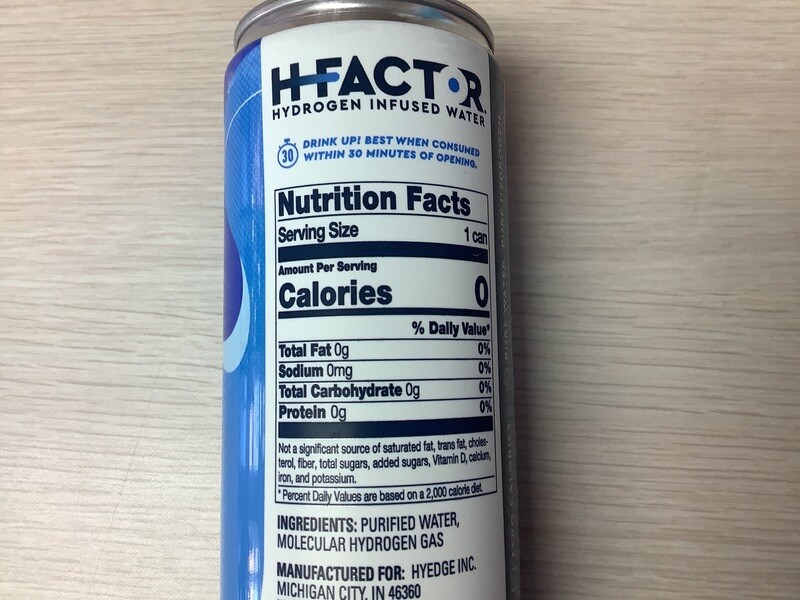 H-FACTOR
HYDROGEN INFUSED WATER
30
DRINK UP! BEST WHEN CONSUMED
WITHIN 30 MINUTES OF OPENING.
Nutrition Facts
Serving Size 1 can
Amount Per Serving
Calories 0
% Daily Value*
Total Fat 0g 0%
Sodium 0mg 0%
Total Carbohydrate 0g 0%
Protein 0g 0%
Not a significant source of saturated fat, trans fat, choles-
terol, fiber, total sugars, added sugars, Vitamin D, calcium,
iron, and potassium.
* Percent Daily Values are based on a 2,000 calorie diet.
INGREDIENTS: PURIFIED WATER,
MOLECULAR HYDROGEN GAS
MANUFACTURED FOR: HYEDGE INC.
MICHIGAN CITY, IN 46360
PURE WATER. PURE HYDROGEN.